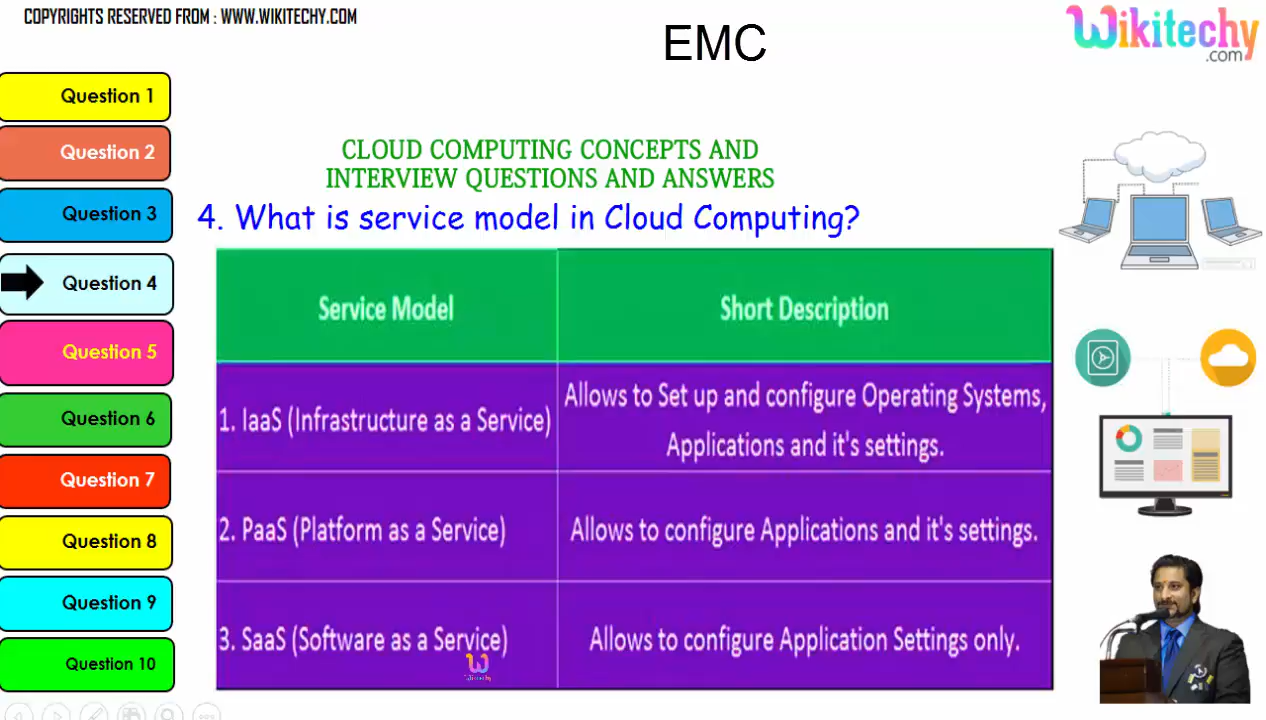 COPYRIGHTS RESERVED FROM : WWW.WIKITECHY.COM
EMC
Wikitechy
.com
Question 1
Question 2
Question 3
Question 4
Question 5
Question 6
Question 7
Question 8
Question 9
Question 10
CLOUD COMPUTING CONCEPTS AND
INTERVIEW QUESTIONS AND ANSWERS
4. What is service model in Cloud Computing?
Service Model
Short Description
1. IaaS (Infrastructure as a Service)
Allows to Set up and configure Operating Systems,
Applications and it's settings.
2. PaaS (Platform as a Service)
Allows to configure Applications and it's settings.
3. SaaS (Software as a Service)
Allows to configure Application Settings only.
Wikitechy